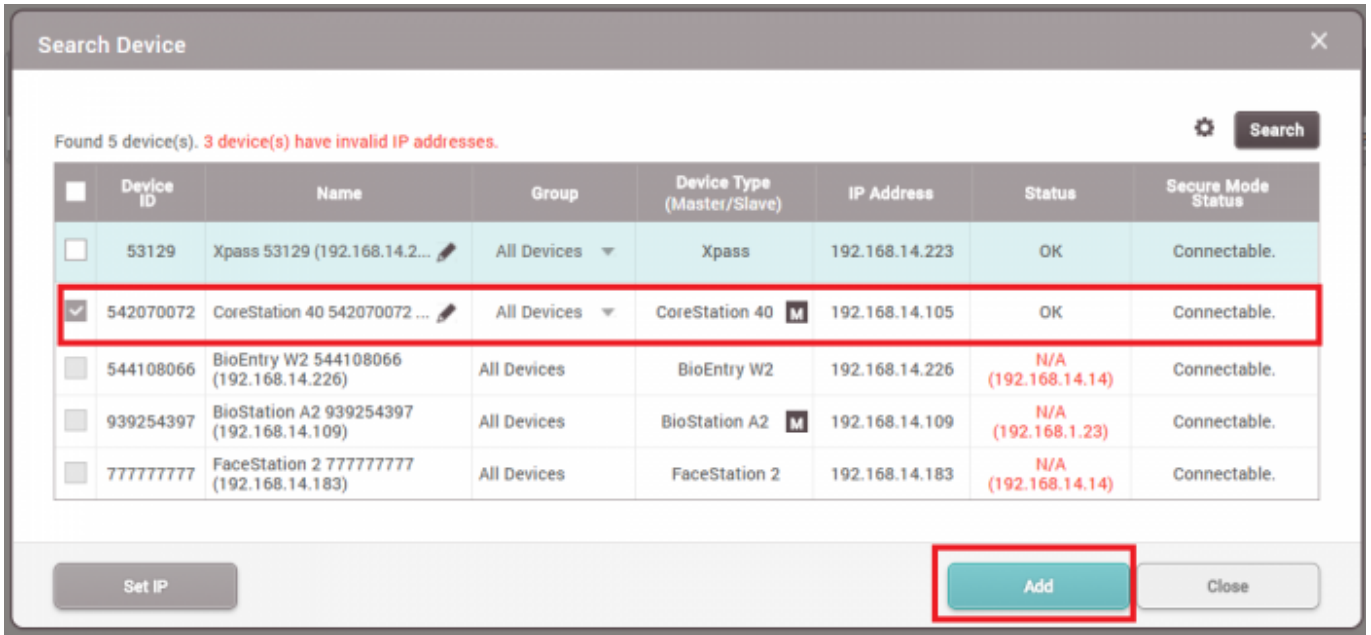 Search Device
Found 5 device(s). 3 device(s) have invalid IP addresses.
Search
Device ID Name Group Device Type (Master/Slave) IP Address Status Secure Mode Status
53129 Xpass 53129 (192.168.14.2... All Devices Xpass 192.168.14.223 OK Connectable.
542070072 CoreStation 40 542070072 ... All Devices CoreStation 40 M 192.168.14.105 OK Connectable.
544108066 BioEntry W2 544108066 (192.168.14.226) All Devices BioEntry W2 192.168.14.226 N/A (192.168.14.14) Connectable.
939254397 BioStation A2 939254397 (192.168.14.109) All Devices BioStation A2 M 192.168.14.109 N/A (192.168.1.23) Connectable.
777777777 FaceStation 2 777777777 (192.168.14.183) All Devices FaceStation 2 192.168.14.183 N/A (192.168.14.14) Connectable.
Set IP Add Close